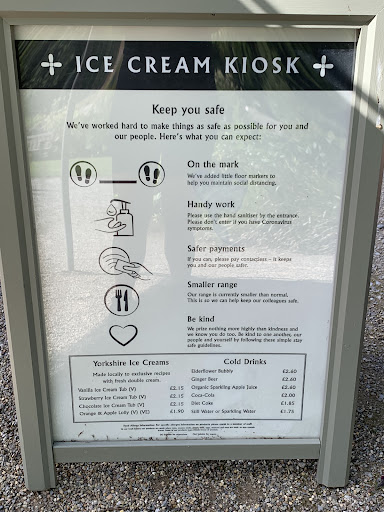 ICE CREAM KIOSK
Keep you safe
We've worked hard to make things as safe as possible for you and
our people. Here's what you can expect:
On the mark
We've added little floor markers to
help you maintain social distancing.
Handy work
Please use the hand sanitiser by the entrance.
Please don't enter if you have Coronavirus
symptoms.
Safer payments
If you can, please pay contactless – it keeps
you and our people safer.
Smaller range
Our range is currently smaller than normal.
This is so we can help keep our colleagues safe.
Be kind
We prize nothing more highly than kindness and
we know you do too. Be kind to one another, our
people and yourself by following these simple stay
safe guidelines.
Yorkshire Ice Creams
Made locally to exclusive recipes
with fresh double cream.
Vanilla Ice Cream Tub (V) £2.15
Strawberry Ice Cream Tub (V) £2.15
Chocolate Ice Cream Tub (V) £2.15
Orange & Apple Lolly (V) (VE) £1.90
Cold Drinks
Elderflower Bubbly £2.60
Ginger Beer £2.60
Organic Sparkling Apple Juice £2.60
Coca-Cola £2.00
Diet Coke £1.85
Still Water or Sparkling Water £1.75